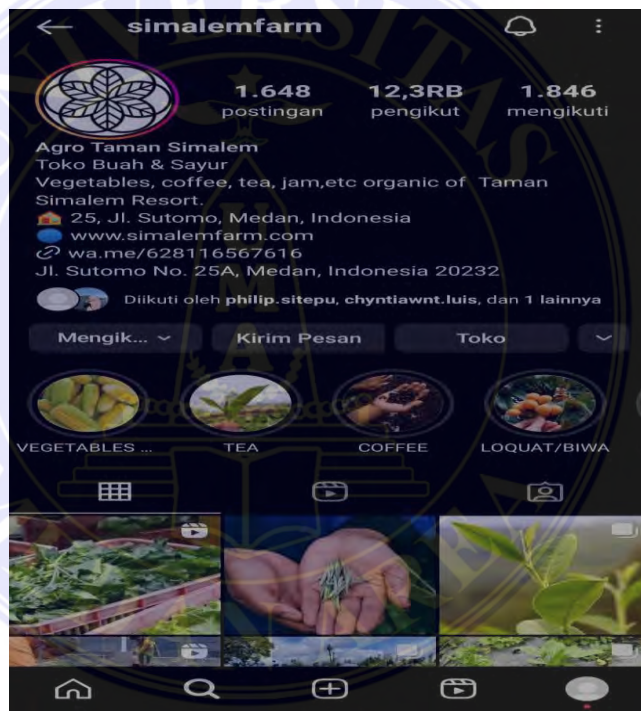 simalemfarm
1.648 12,3RB 1.846
postingan pengikut mengikuti
Agro Taman Simalem
Toko Buah & Sayur
Vegetables, coffee, tea, jam,etc organic of Taman
Simalem Resort.
25, Jl. Sutomo, Medan, Indonesia
www.simalemfarm.com
wa.me/628116567616
Jl. Sutomo No. 25A, Medan, Indonesia 20232
Diikuti oleh philip.sitepu, chyntiawnt.luis, dan 1 lainnya
Mengik... Kirim Pesan Toko
VEGETABLES ... TEA COFFEE LOQUAT/BIWA